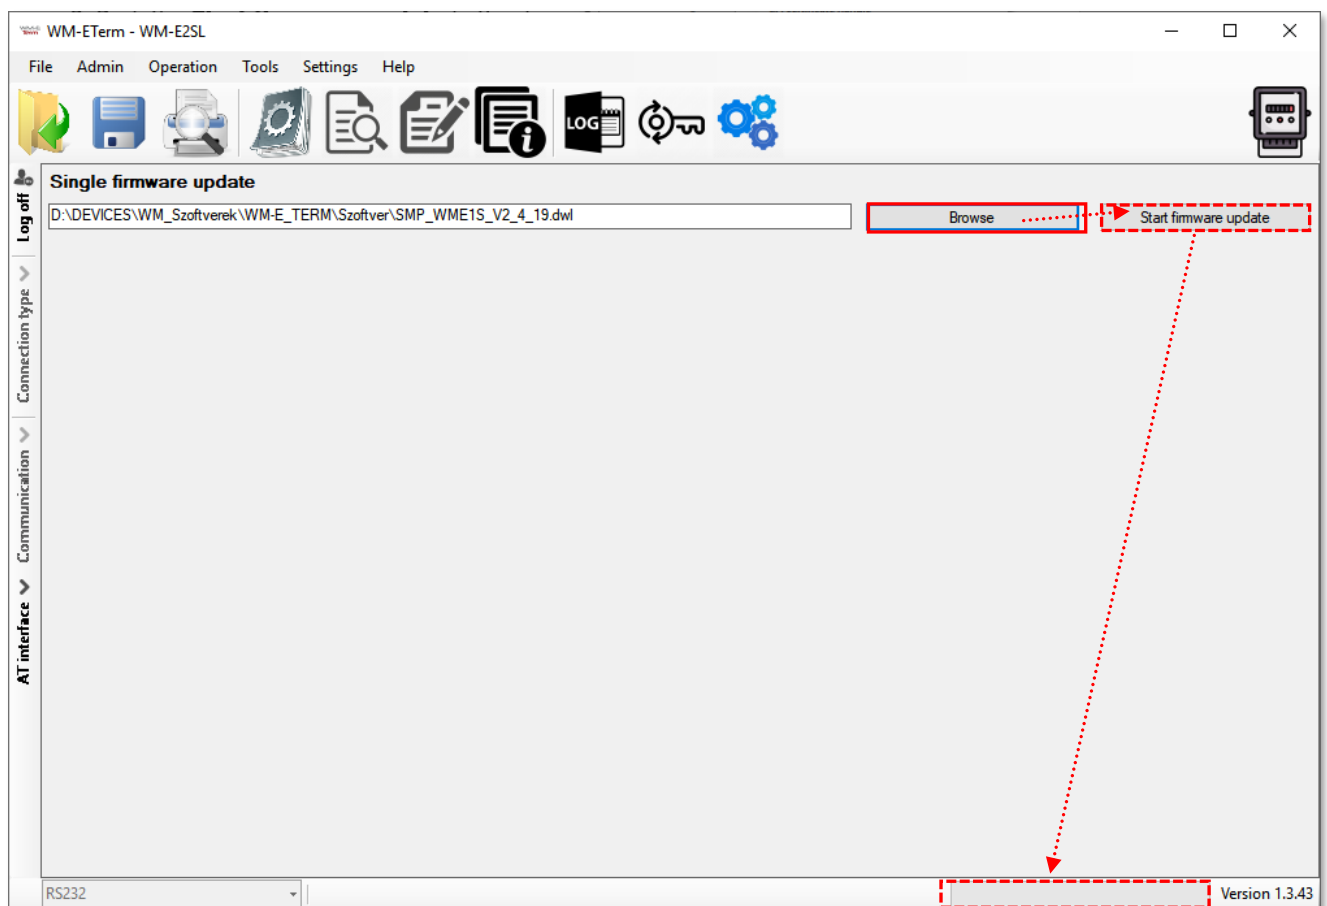 WM-ETerm - WM-E2SL
File Admin Operation Tools Settings Help
LOG
Log off
Connection type
Communication
AT interface
Single firmware update
D:\DEVICES\WM_Szoftverek\WM-E_TERM\Szoftver\SMP_WME1S_V2_4_19.dwl
Browse
Start firmware update
RS232
Version 1.3.43